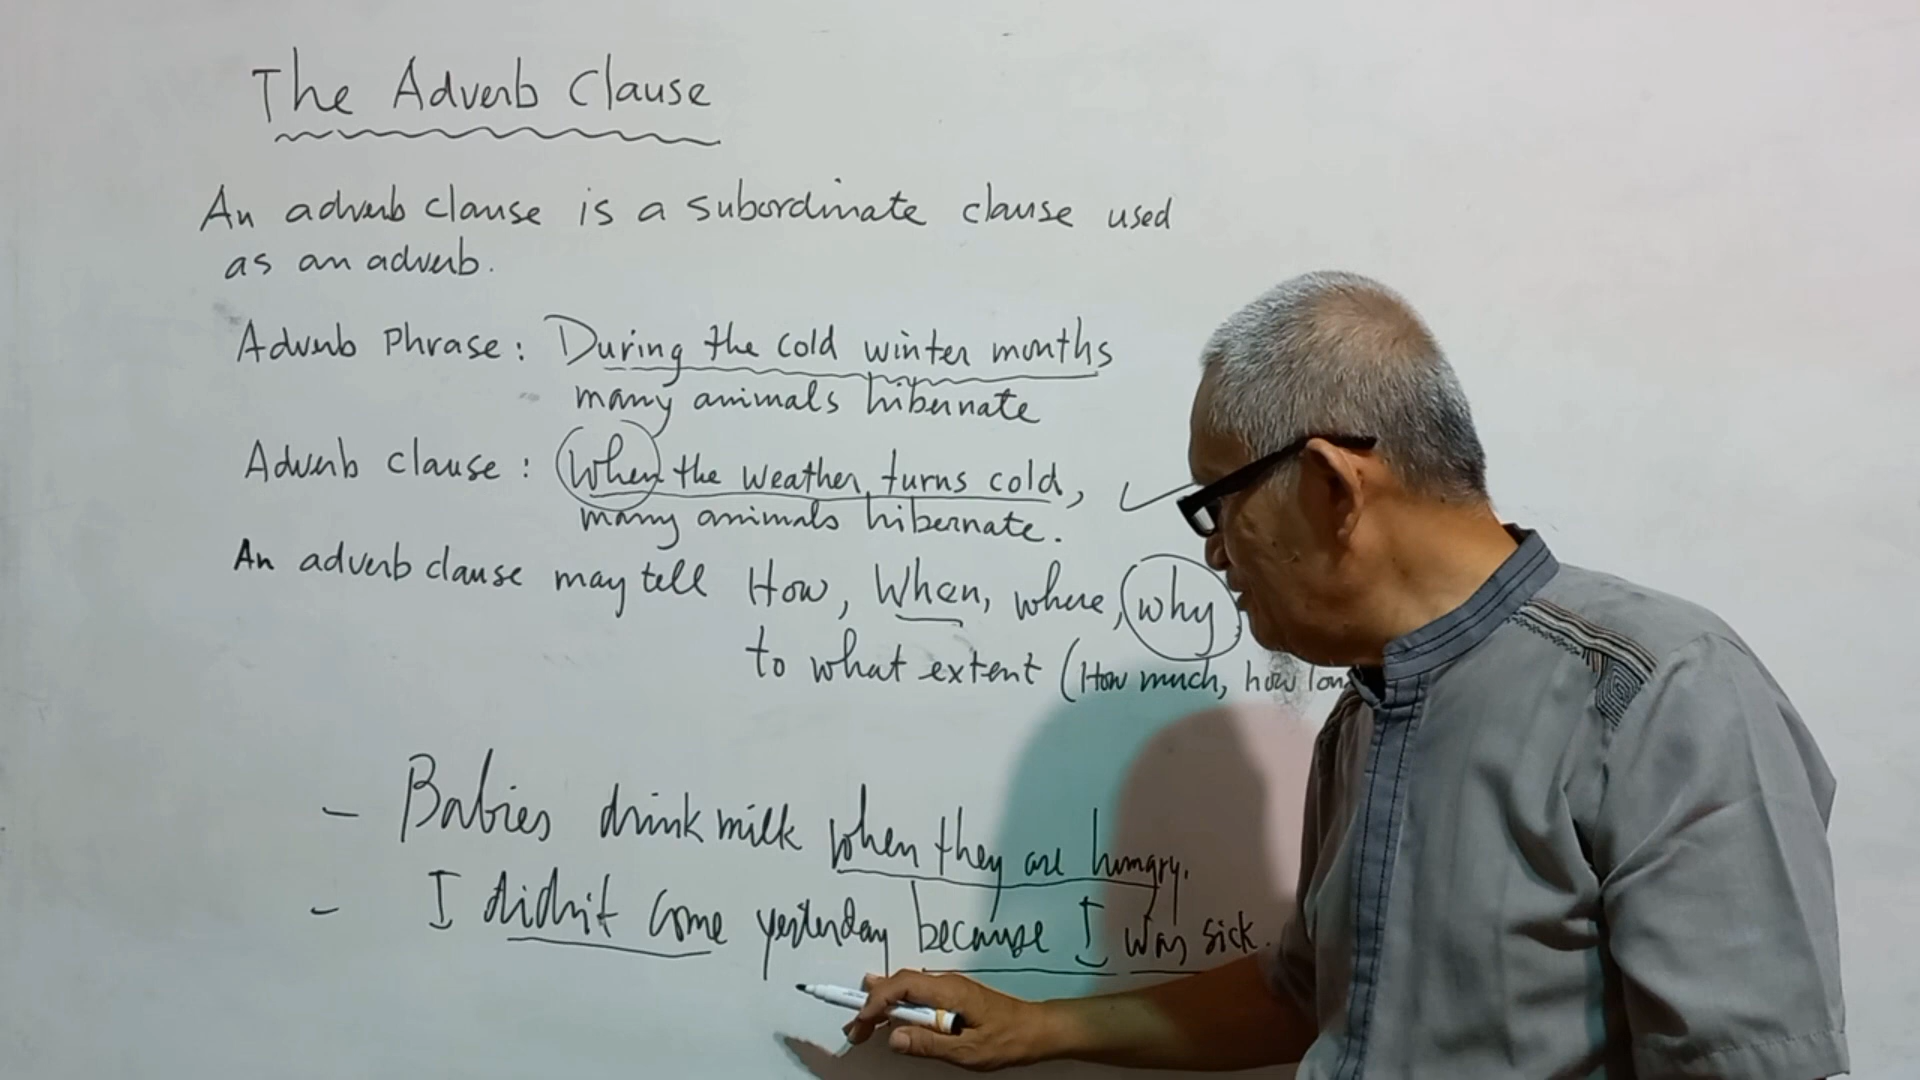 The Adverb Clause
An adverb clause is a subordinate clause used
as an adverb.
Adverb Phrase: During the cold winter months
many animals hibernate
Adverb clause: When the weather turns cold,
many animals hibernate.
An adverb clause may tell How, When, where, why,
to what extent (How much, how long
- Babies drink milk when they are hungry.
- I didn't come yesterday because I was sick.